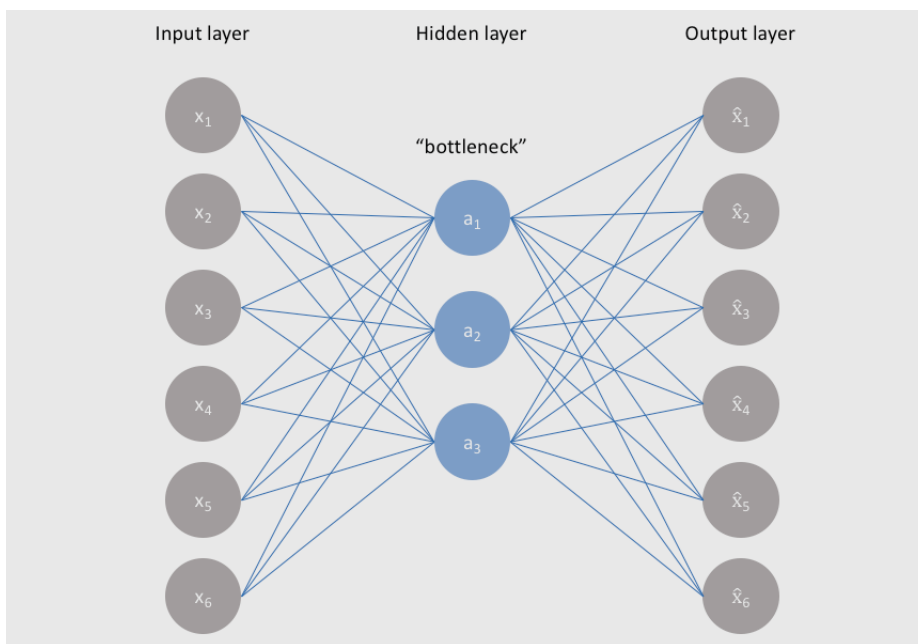 Input layer
Hidden layer
Output layer
“bottleneck”
x₁
x₂
x₃
x₄
x₅
x₆
a₁
a₂
a₃
x̂₁
x̂₂
x̂₃
x̂₄
x̂₅
x̂₆